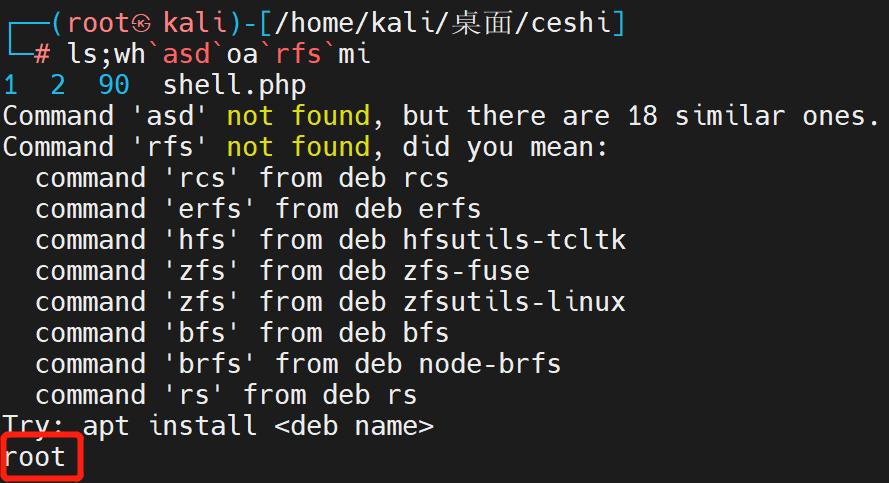 ┌──(root㉿kali)-[/home/kali/桌面/ceshi]
└─# ls;wh`asd`oa`rfs`mi
1  2  90  shell.php
Command 'asd' not found, but there are 18 similar ones.
Command 'rfs' not found, did you mean:
  command 'rcs' from deb rcs
  command 'erfs' from deb erfs
  command 'hfs' from deb hfsutils-tcltk
  command 'zfs' from deb zfs-fuse
  command 'zfs' from deb zfsutils-linux
  command 'bfs' from deb bfs
  command 'brfs' from deb node-brfs
  command 'rs' from deb rs
Try: apt install <deb name>
root